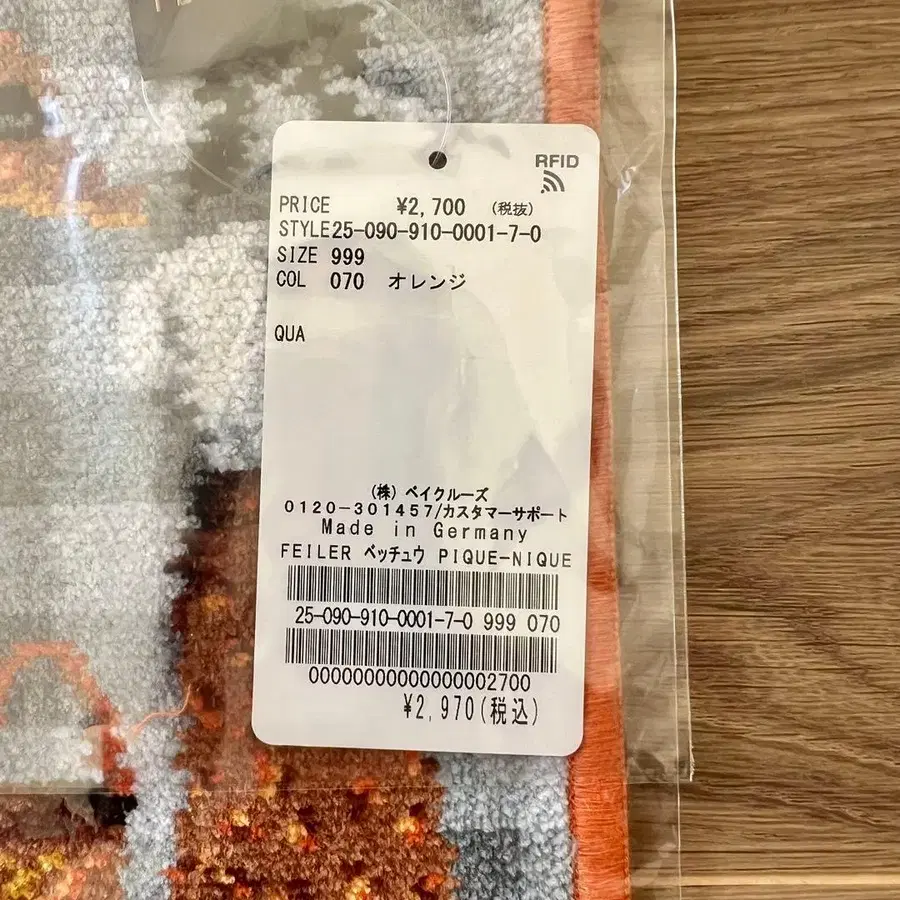 RFID
PRICE ¥2,700 (税抜)
STYLE25-090-910-0001-7-0
SIZE 999
COL 070 オレンジ
QUA
(株)ベイクルーズ
0120-301457/カスタマーサポート
Made in Germany
FEILER ベッチュウ PIQUE-NIQUE
25-090-910-0001-7-0 999 070
00000000000000002700
¥2,970(税込)